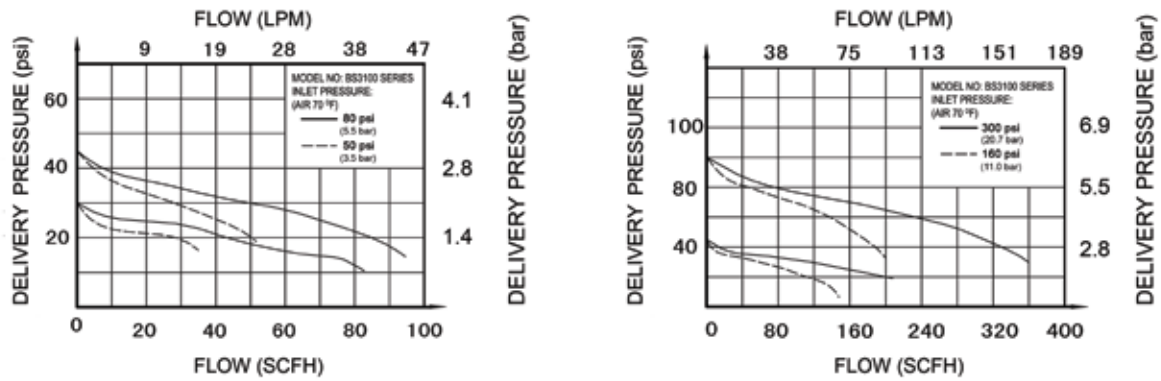 FLOW (LPM)
9 19 28 38 47
DELIVERY PRESSURE (psi)
60
40
20
MODEL NO: BS3100 SERIES
INLET PRESSURE:
(AIR 70 °F)
80 psi
(5.5 bar)
50 psi
(3.5 bar)
4.1
2.8
1.4
DELIVERY PRESSURE (bar)
0 20 40 60 80 100
FLOW (SCFH)
FLOW (LPM)
38 75 113 151 189
DELIVERY PRESSURE (psi)
100
80
40
MODEL NO: BS3100 SERIES
INLET PRESSURE:
(AIR 70 °F)
300 psi
(20.7 bar)
160 psi
(11.0 bar)
6.9
5.5
2.8
DELIVERY PRESSURE (bar)
0 80 160 240 320 400
FLOW (SCFH)